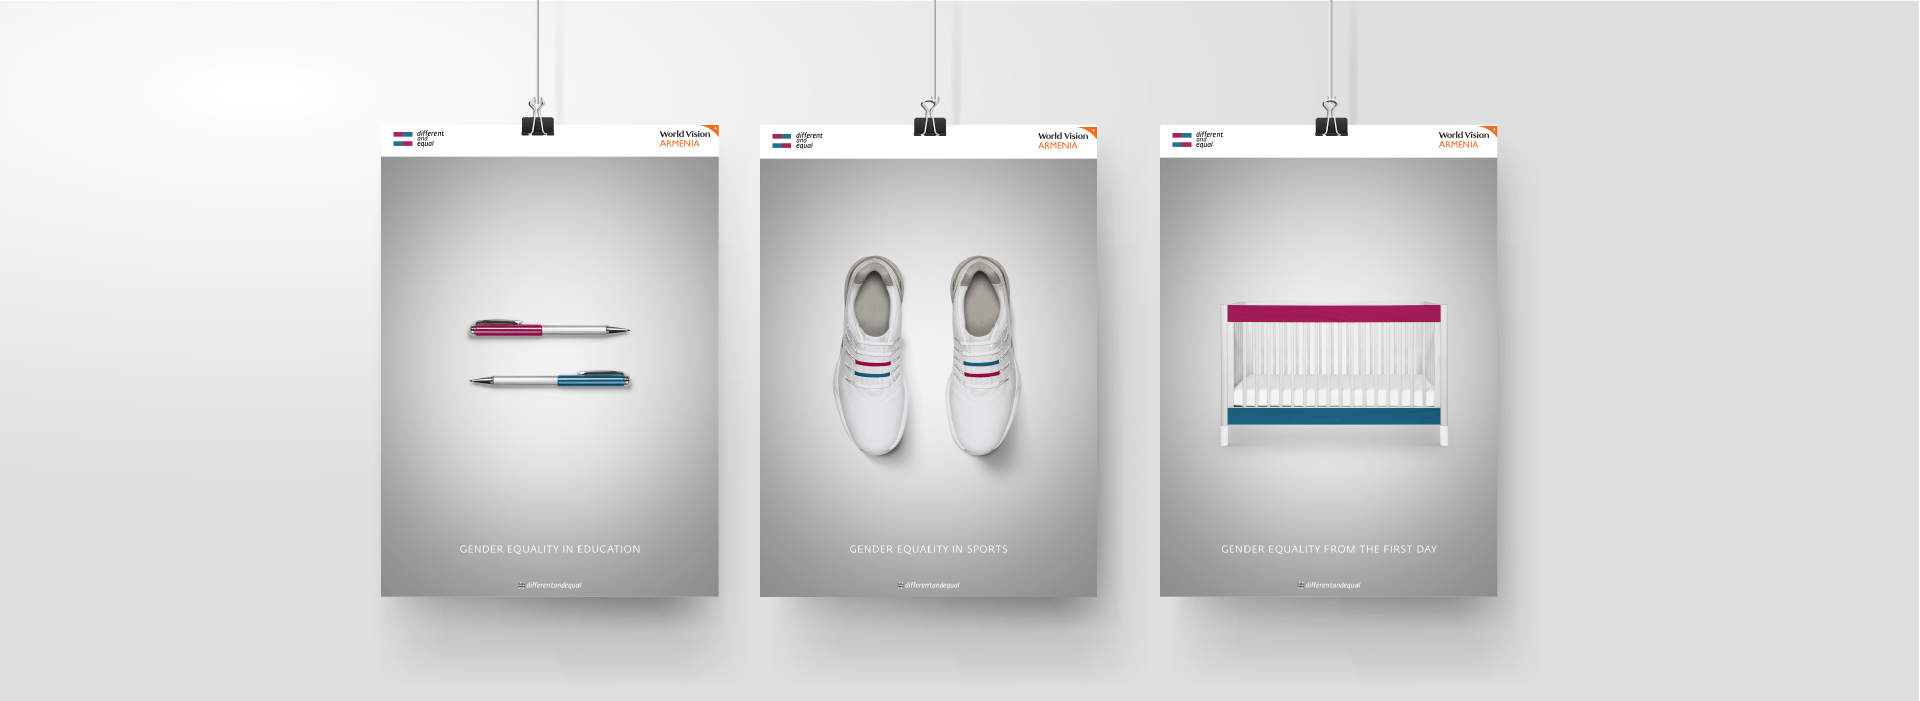 different
and
equal
World Vision
ARMENIA
GENDER EQUALITY IN EDUCATION
differentandequal
different
and
equal
World Vision
ARMENIA
GENDER EQUALITY IN SPORTS
differentandequal
different
and
equal
World Vision
ARMENIA
GENDER EQUALITY FROM THE FIRST DAY
differentandequal